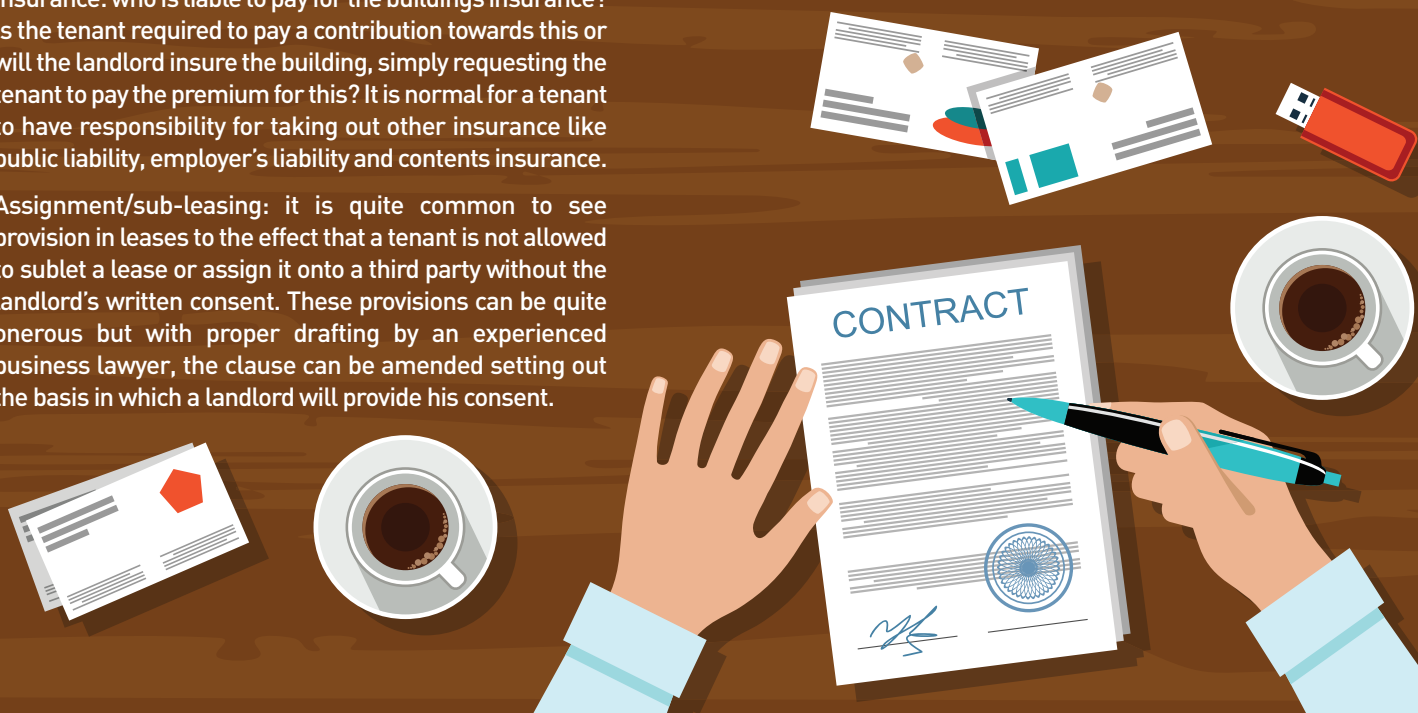 insurance: who is liable to pay for the buildings insurance?
s the tenant required to pay a contribution towards this or
will the landlord insure the building, simply requesting the
tenant to pay the premium for this? It is normal for a tenant
to have responsibility for taking out other insurance like
public liability, employer's liability and contents insurance.
Assignment/sub-leasing: it is quite common to see
provision in leases to the effect that a tenant is not allowed
to sublet a lease or assign it onto a third party without the
landlord's written consent. These provisions can be quite
onerous but with proper drafting by an experienced
business lawyer, the clause can be amended setting out
the basis in which a landlord will provide his consent.
CONTRACT